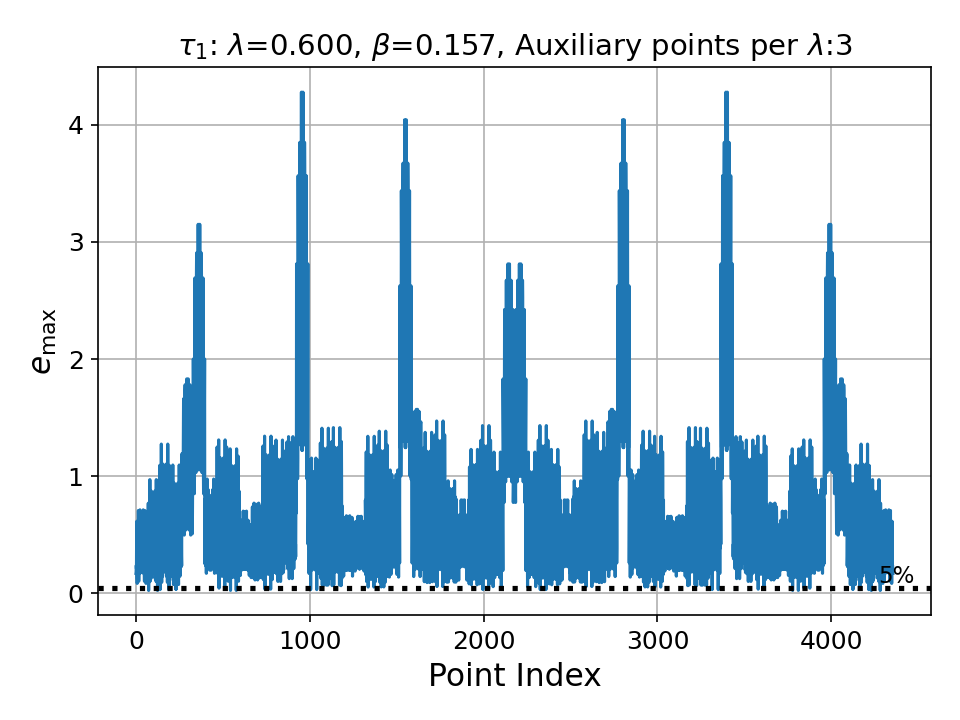 τ₁: λ=0.600, β=0.157, Auxiliary points per λ:3
4
3
2
1
0
e_max
5%
0 1000 2000 3000 4000
Point Index